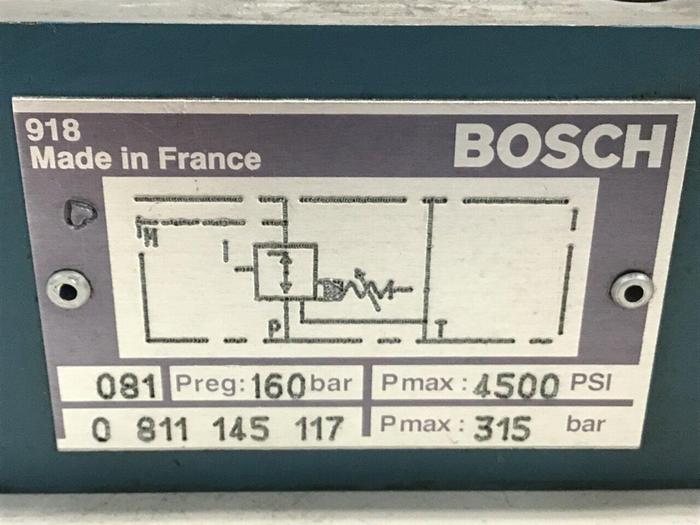 918
Made in France
BOSCH
M
P
T
081 Preg: 160 bar Pmax: 4500 PSI
0 811 145 117 Pmax: 315 bar